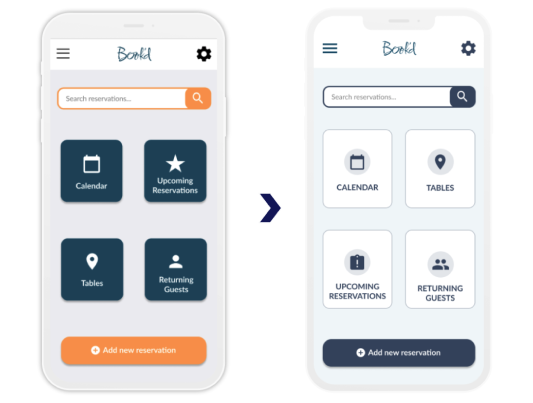 Bookd
Search reservations...
Calendar
Upcoming
Reservations
Tables
Returning
Guests
Add new reservation
Bookd
Search reservations...
CALENDAR
TABLES
UPCOMING
RESERVATIONS
RETURNING
GUESTS
Add new reservation